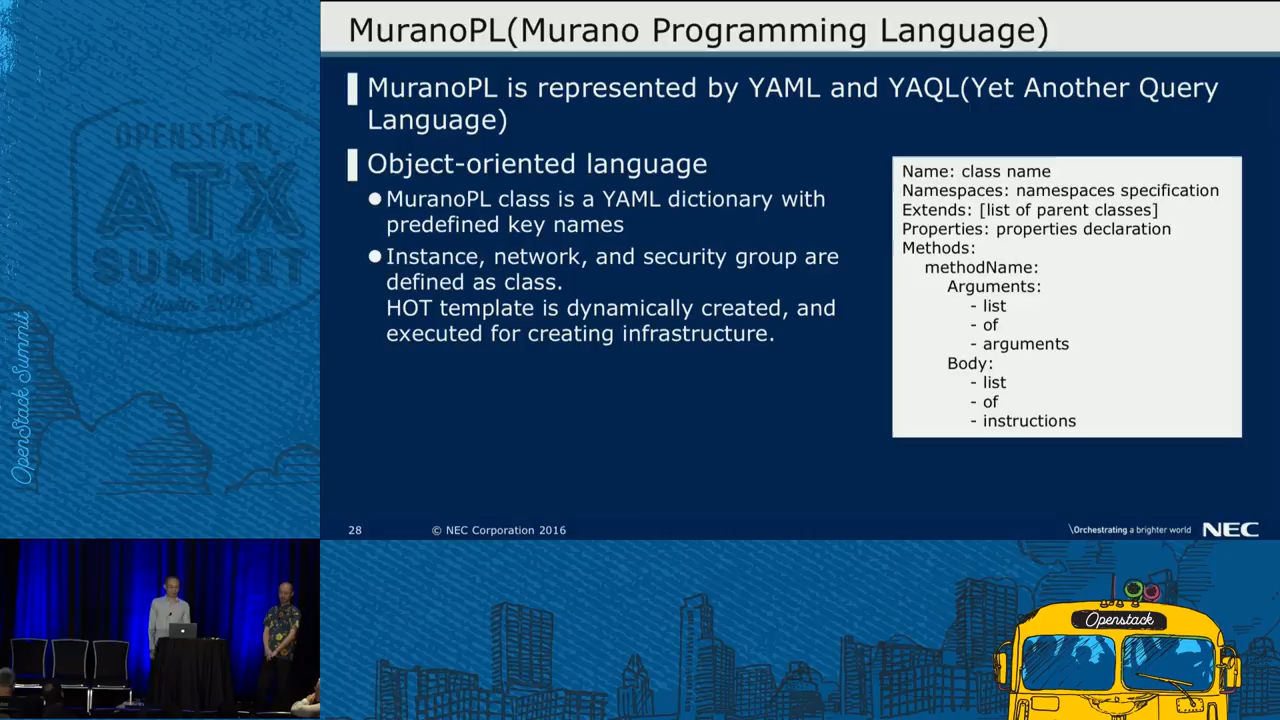 MuranoPL(Murano Programming Language)
MuranoPL is represented by YAML and YAQL(Yet Another Query
Language)
Object-oriented language
MuranoPL class is a YAML dictionary with
predefined key names
Instance, network, and security group are
defined as class.
HOT template is dynamically created, and
executed for creating infrastructure.
Name: class name
Namespaces: namespaces specification
Extends: [list of parent classes]
Properties: properties declaration
Methods:
methodName:
Arguments:
- list
- of
- arguments
Body:
- list
- of
- instructions
28
© NEC Corporation 2016
\Orchestrating a brighter world
NEC
OPENSTACK
ATX
SUMMIT
OpenStack Summit
Openstack